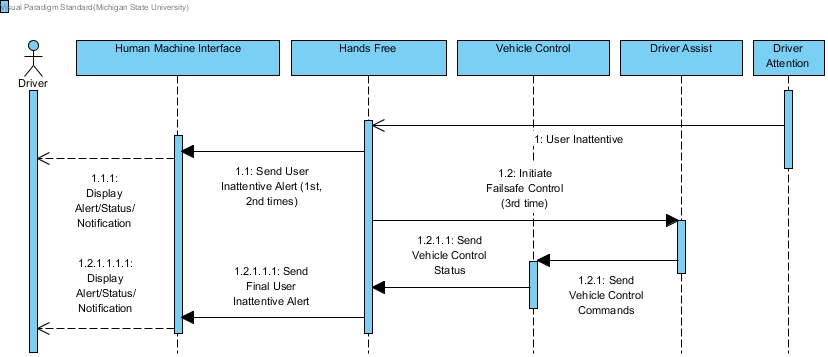 Visual Paradigm Standard(Michigan State University)
Human Machine Interface
Hands Free
Vehicle Control
Driver Assist
Driver
Attention
Driver
1: User Inattentive
1.1: Send User
Inattentive Alert (1st,
2nd times)
1.2: Initiate
Failsafe Control
(3rd time)
1.1.1:
Display
Alert/Status/
Notification
1.2.1.1: Send
Vehicle Control
Status
1.2.1.1.1.1:
Display
Alert/Status/
Notification
1.2.1.1.1: Send
Final User
Inattentive Alert
1.2.1: Send
Vehicle Control
Commands